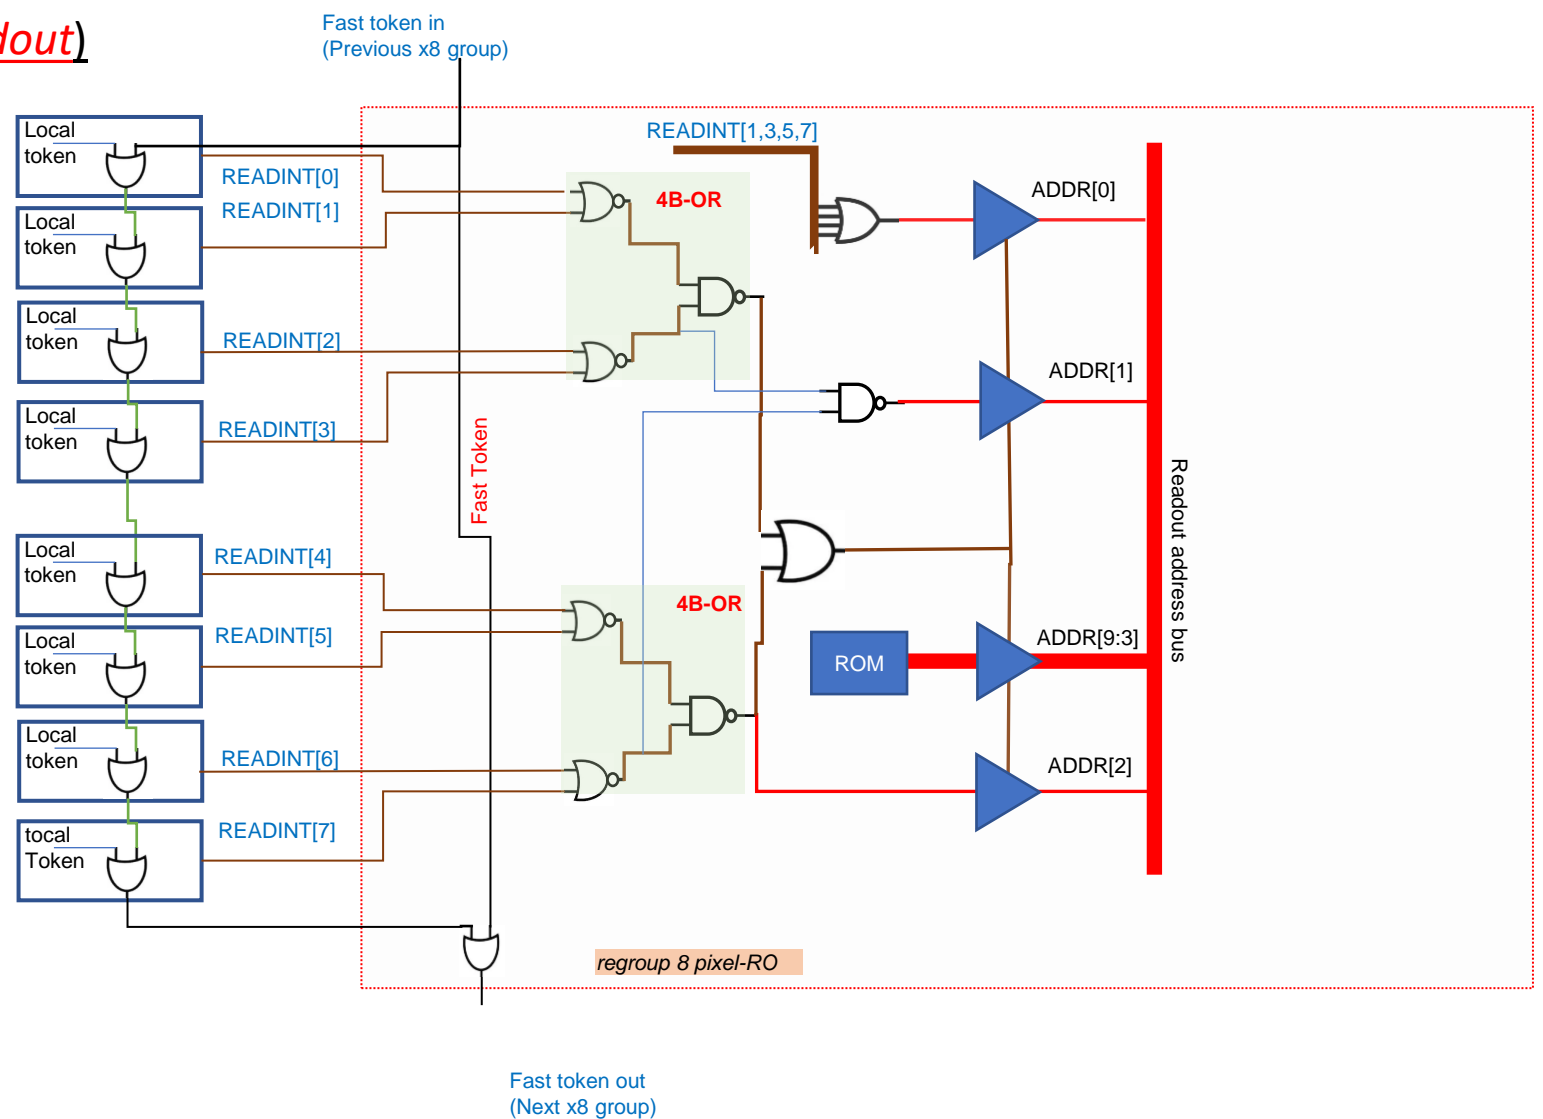 dout)
Fast token in
(Previous x8 group)
READINT[1,3,5,7]
Local
token
READINT[0]
READINT[1]
4B-OR
ADDR[0]
Local
token
Local
token
READINT[2]
ADDR[1]
Local
token
READINT[3]
Fast Token
Readout address bus
Local
token
READINT[4]
4B-OR
Local
token
READINT[5]
ROM
ADDR[9:3]
Local
token
READINT[6]
ADDR[2]
tocal
Token
READINT[7]
regroup 8 pixel-RO
Fast token out
(Next x8 group)